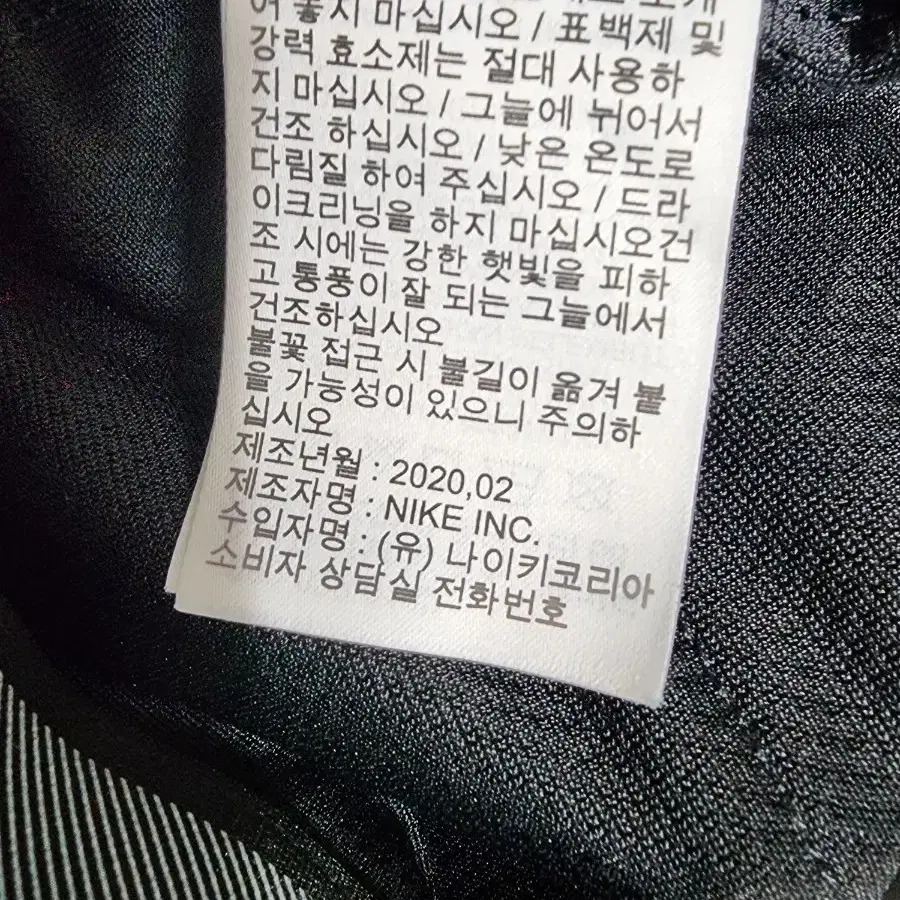 여 놓지 마십시오 / 표백제 및
강력 효소제는 절대 사용하
지 마십시오 / 그늘에 뉘어서
건조 하십시오 / 낮은 온도로
다림질 하여 주십시오 / 드라
이크리닝을 하지 마십시오건
조 시에는 강한 햇빛을 피하
고 통풍이 잘 되는 그늘에서
건조하십시오
불꽃 접근 시 불길이 옮겨 붙
을 가능성이 있으니 주의하
십시오
제조년월 : 2020,02
제조자명 : NIKE INC.
수입자명 : (유) 나이키코리아
소비자 상담실 전화번호